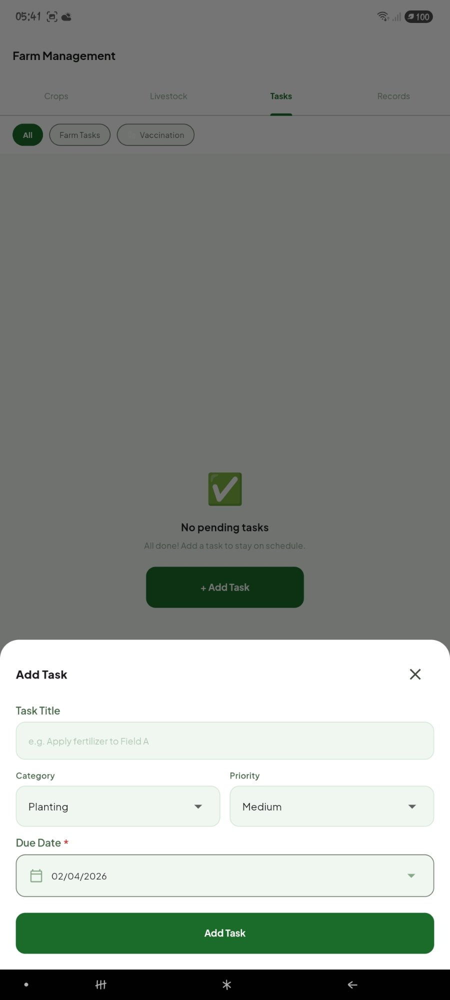 05:41 100
Farm Management
Crops Livestock Tasks Records
All Farm Tasks Vaccination
No pending tasks
All done! Add a task to stay on schedule.
+ Add Task
Add Task
Task Title
e.g. Apply fertilizer to Field A
Category Priority
Planting Medium
Due Date *
02/04/2026
Add Task